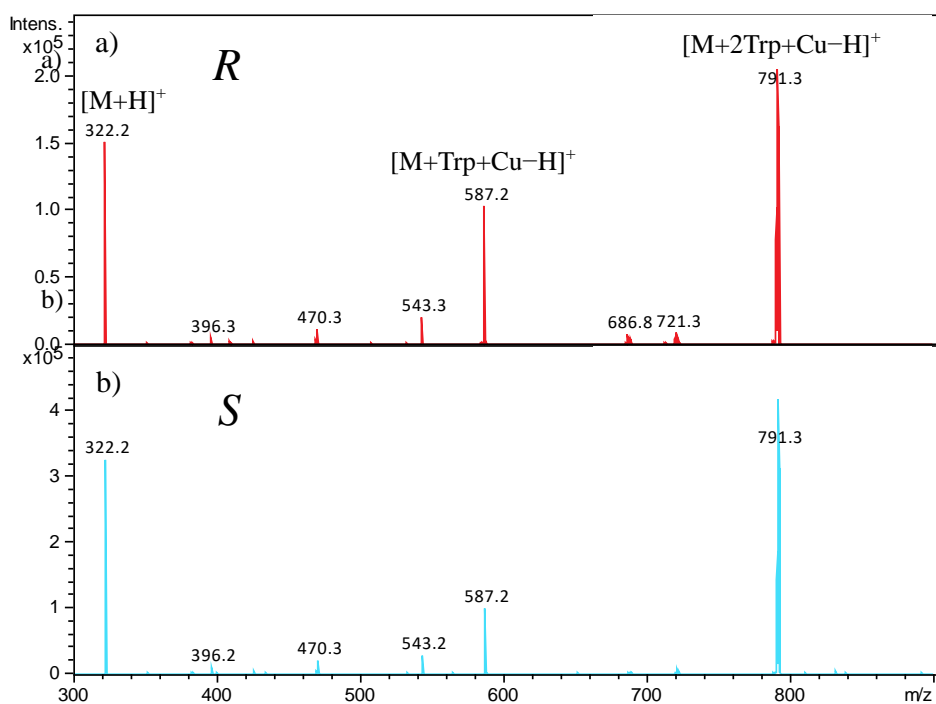 Intens.
x10⁵
a)
a)
R
[M+2Trp+Cu−H]⁺
791.3
2.0
[M+H]⁺
322.2
1.5
[M+Trp+Cu−H]⁺
587.2
1.0
0.5
b)
396.3
470.3
543.3
686.8
721.3
0.0
x10⁵
b)
S
4
322.2
791.3
3
2
587.2
1
396.2
470.3
543.2
0
300
400
500
600
700
800
m/z